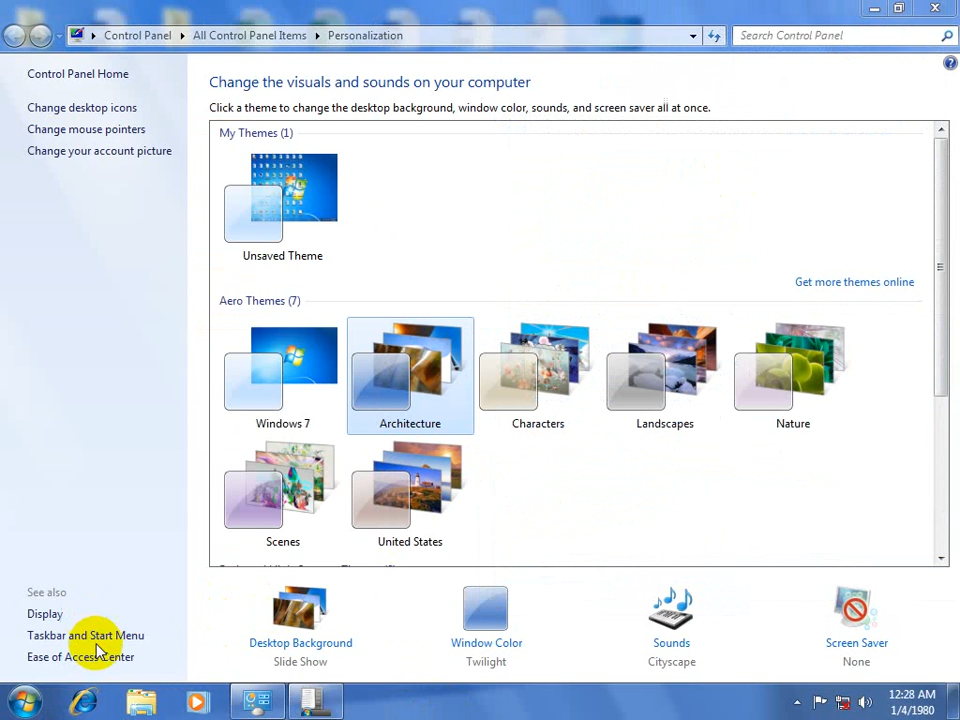 Control Panel
All Control Panel Items
Personalization
Search Control Panel
Control Panel Home
Change desktop icons
Change mouse pointers
Change your account picture
Change the visuals and sounds on your computer
Click a theme to change the desktop background, window color, sounds, and screen saver all at once.
My Themes (1)
Unsaved Theme
Get more themes online
Aero Themes (7)
Windows 7
Architecture
Characters
Landscapes
Nature
Scenes
United States
See also
Display
Taskbar and Start Menu
Ease of Access Center
Desktop Background
Slide Show
Window Color
Twilight
Sounds
Cityscape
Screen Saver
None
12:28 AM
1/4/1980